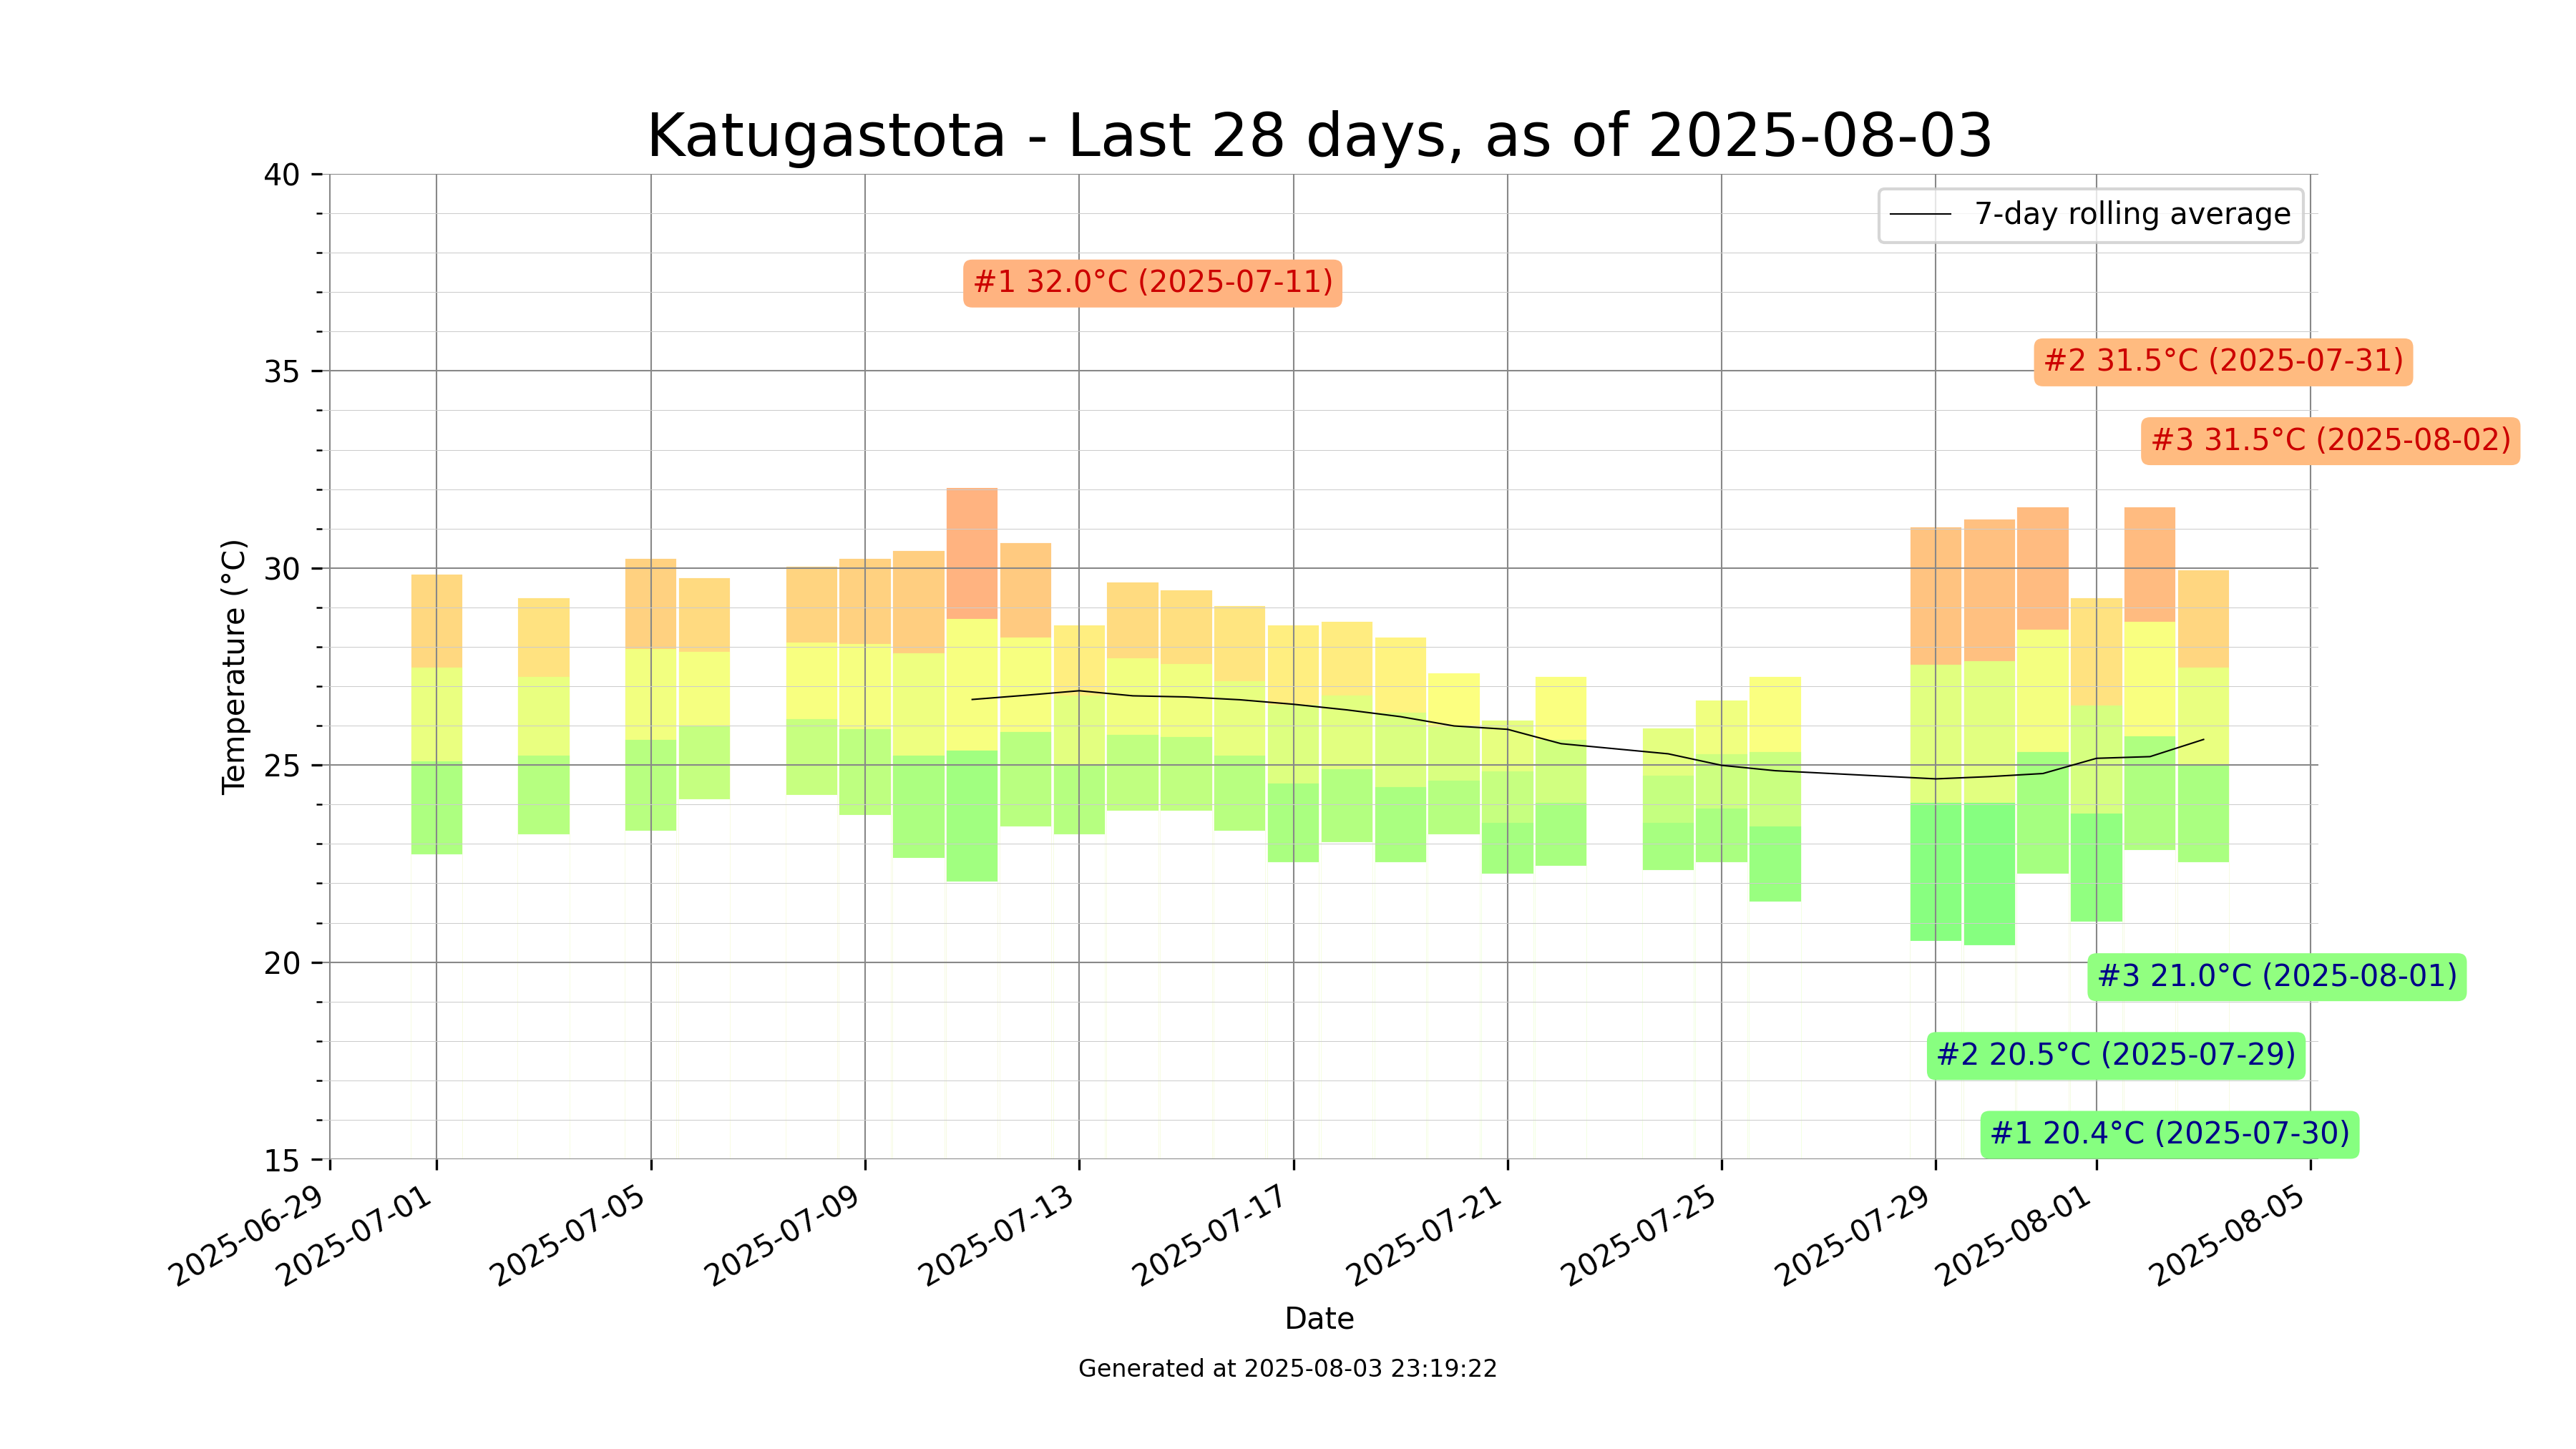 Katugastota - Last 28 days, as of 2025-08-03
40
7-day rolling average
#1 32.0°C (2025-07-11)
35
#2 31.5°C (2025-07-31)
#3 31.5°C (2025-08-02)
30
Temperature (°C)
25
20
#3 21.0°C (2025-08-01)
#2 20.5°C (2025-07-29)
#1 20.4°C (2025-07-30)
15
2025-06-29
2025-07-01
2025-07-05
2025-07-09
2025-07-13
2025-07-17
2025-07-21
2025-07-25
2025-07-29
2025-08-01
2025-08-05
Date
Generated at 2025-08-03 23:19:22